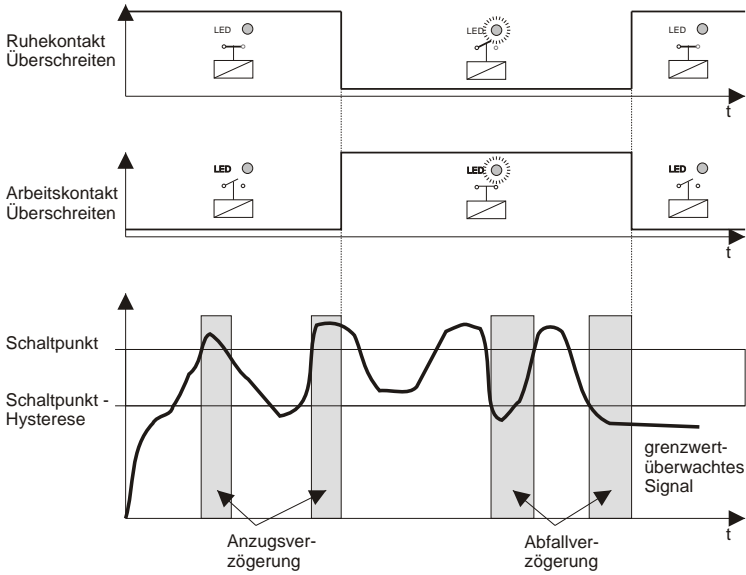 Ruhekontakt
Überschreiten
LED
LED
LED
t
Arbeitskontakt
Überschreiten
LED
LED
LED
t
Schaltpunkt
Schaltpunkt -
Hysterese
grenzwert-
überwachtes
Signal
t
Anzugsver-
zögerung
Abfallver-
zögerung